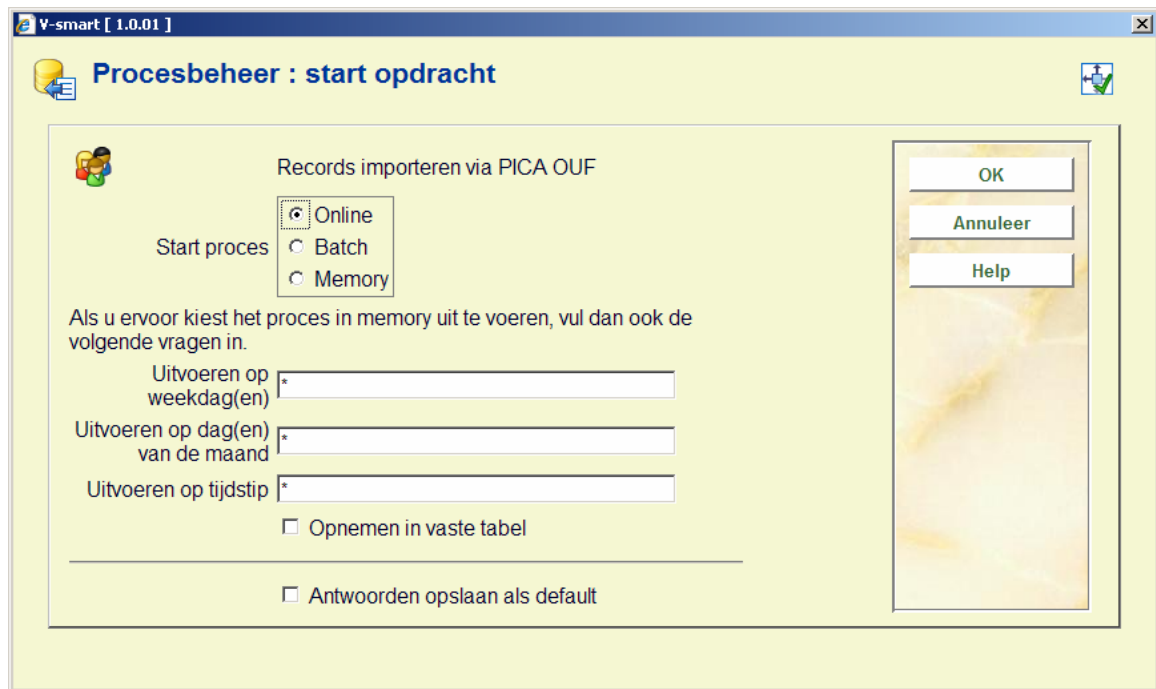 V-smart [ 1.0.01 ]
Procesbeheer : start opdracht
Records importeren via PICA OUF
Start proces
Online
Batch
Memory
Als u ervoor kiest het proces in memory uit te voeren, vul dan ook de
volgende vragen in.
Uitvoeren op
weekdag(en)
*
Uitvoeren op dag(en)
van de maand
*
Uitvoeren op tijdstip
*
Opnemen in vaste tabel
Antwoorden opslaan als default
OK
Annuleer
Help